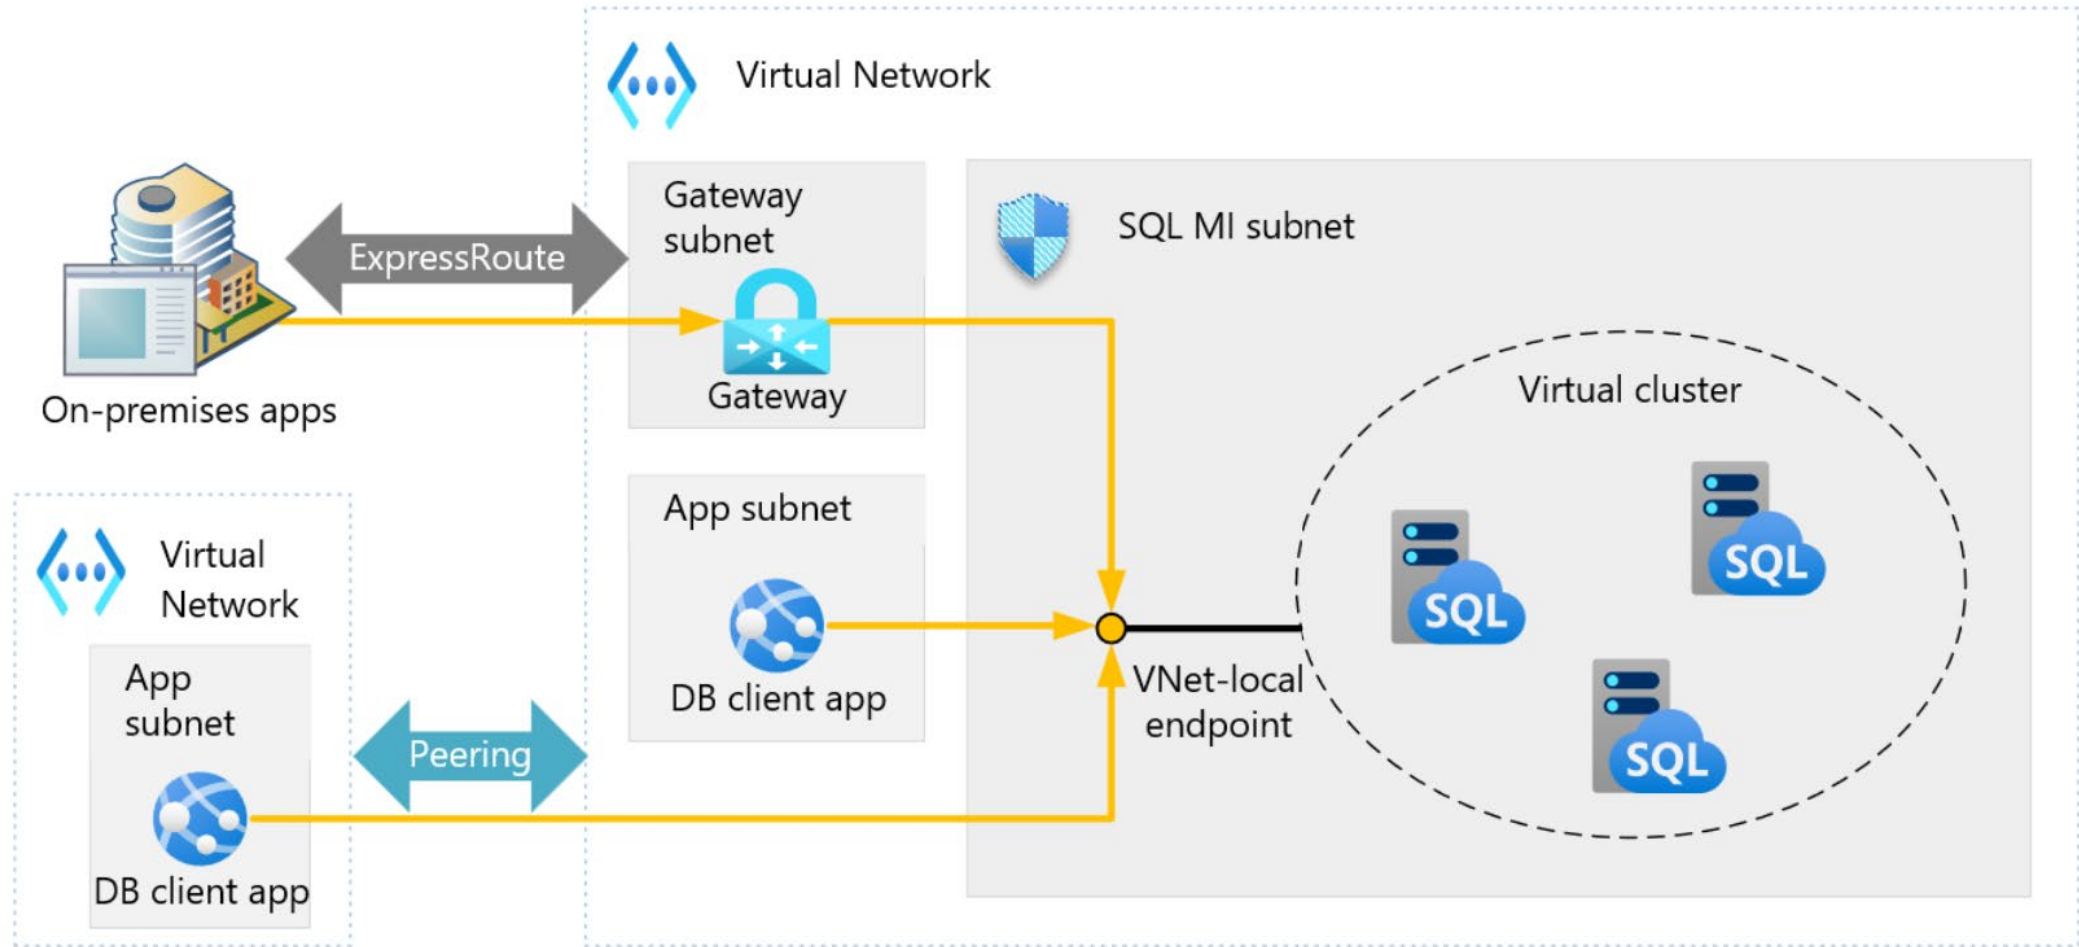 Virtual Network
Gateway
subnet
SQL MI subnet
ExpressRoute
Gateway
On-premises apps
Virtual cluster
App subnet
SQL
SQL
SQL
DB client app
VNet-local
endpoint
Virtual
Network
App
subnet
Peering
DB client app